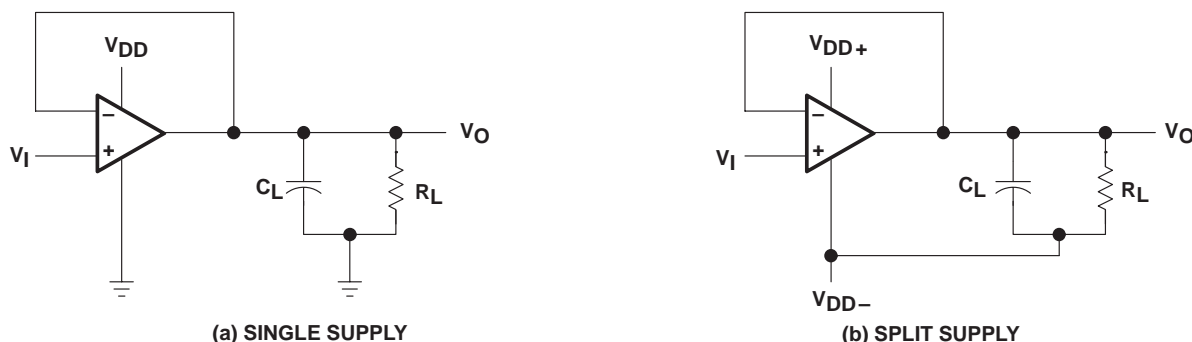 VDD
−
+
VI
CL
RL
VO
(a) SINGLE SUPPLY
VDD+
−
+
VI
CL
RL
VO
VDD−
(b) SPLIT SUPPLY